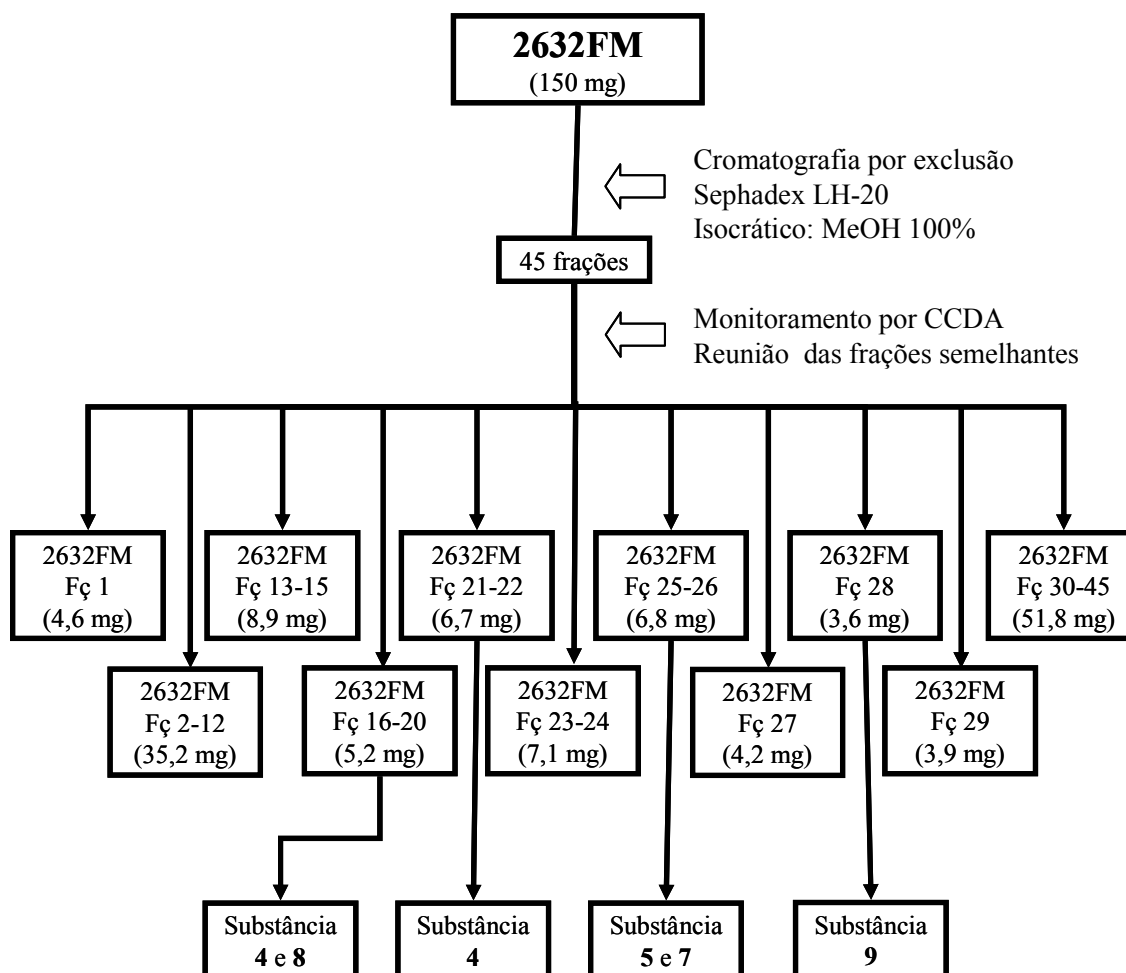 2632FM
(150 mg)
Cromatografia por exclusão
Sephadex LH-20
Isocrático: MeOH 100%
45 frações
Monitoramento por CCDA
Reunião das frações semelhantes
2632FM
Fç 1
(4,6 mg)
2632FM
Fç 13-15
(8,9 mg)
2632FM
Fç 21-22
(6,7 mg)
2632FM
Fç 25-26
(6,8 mg)
2632FM
Fç 28
(3,6 mg)
2632FM
Fç 30-45
(51,8 mg)
2632FM
Fç 2-12
(35,2 mg)
2632FM
Fç 16-20
(5,2 mg)
2632FM
Fç 23-24
(7,1 mg)
2632FM
Fç 27
(4,2 mg)
2632FM
Fç 29
(3,9 mg)
Substância
4 e 8
Substância
4
Substância
5 e 7
Substância
9